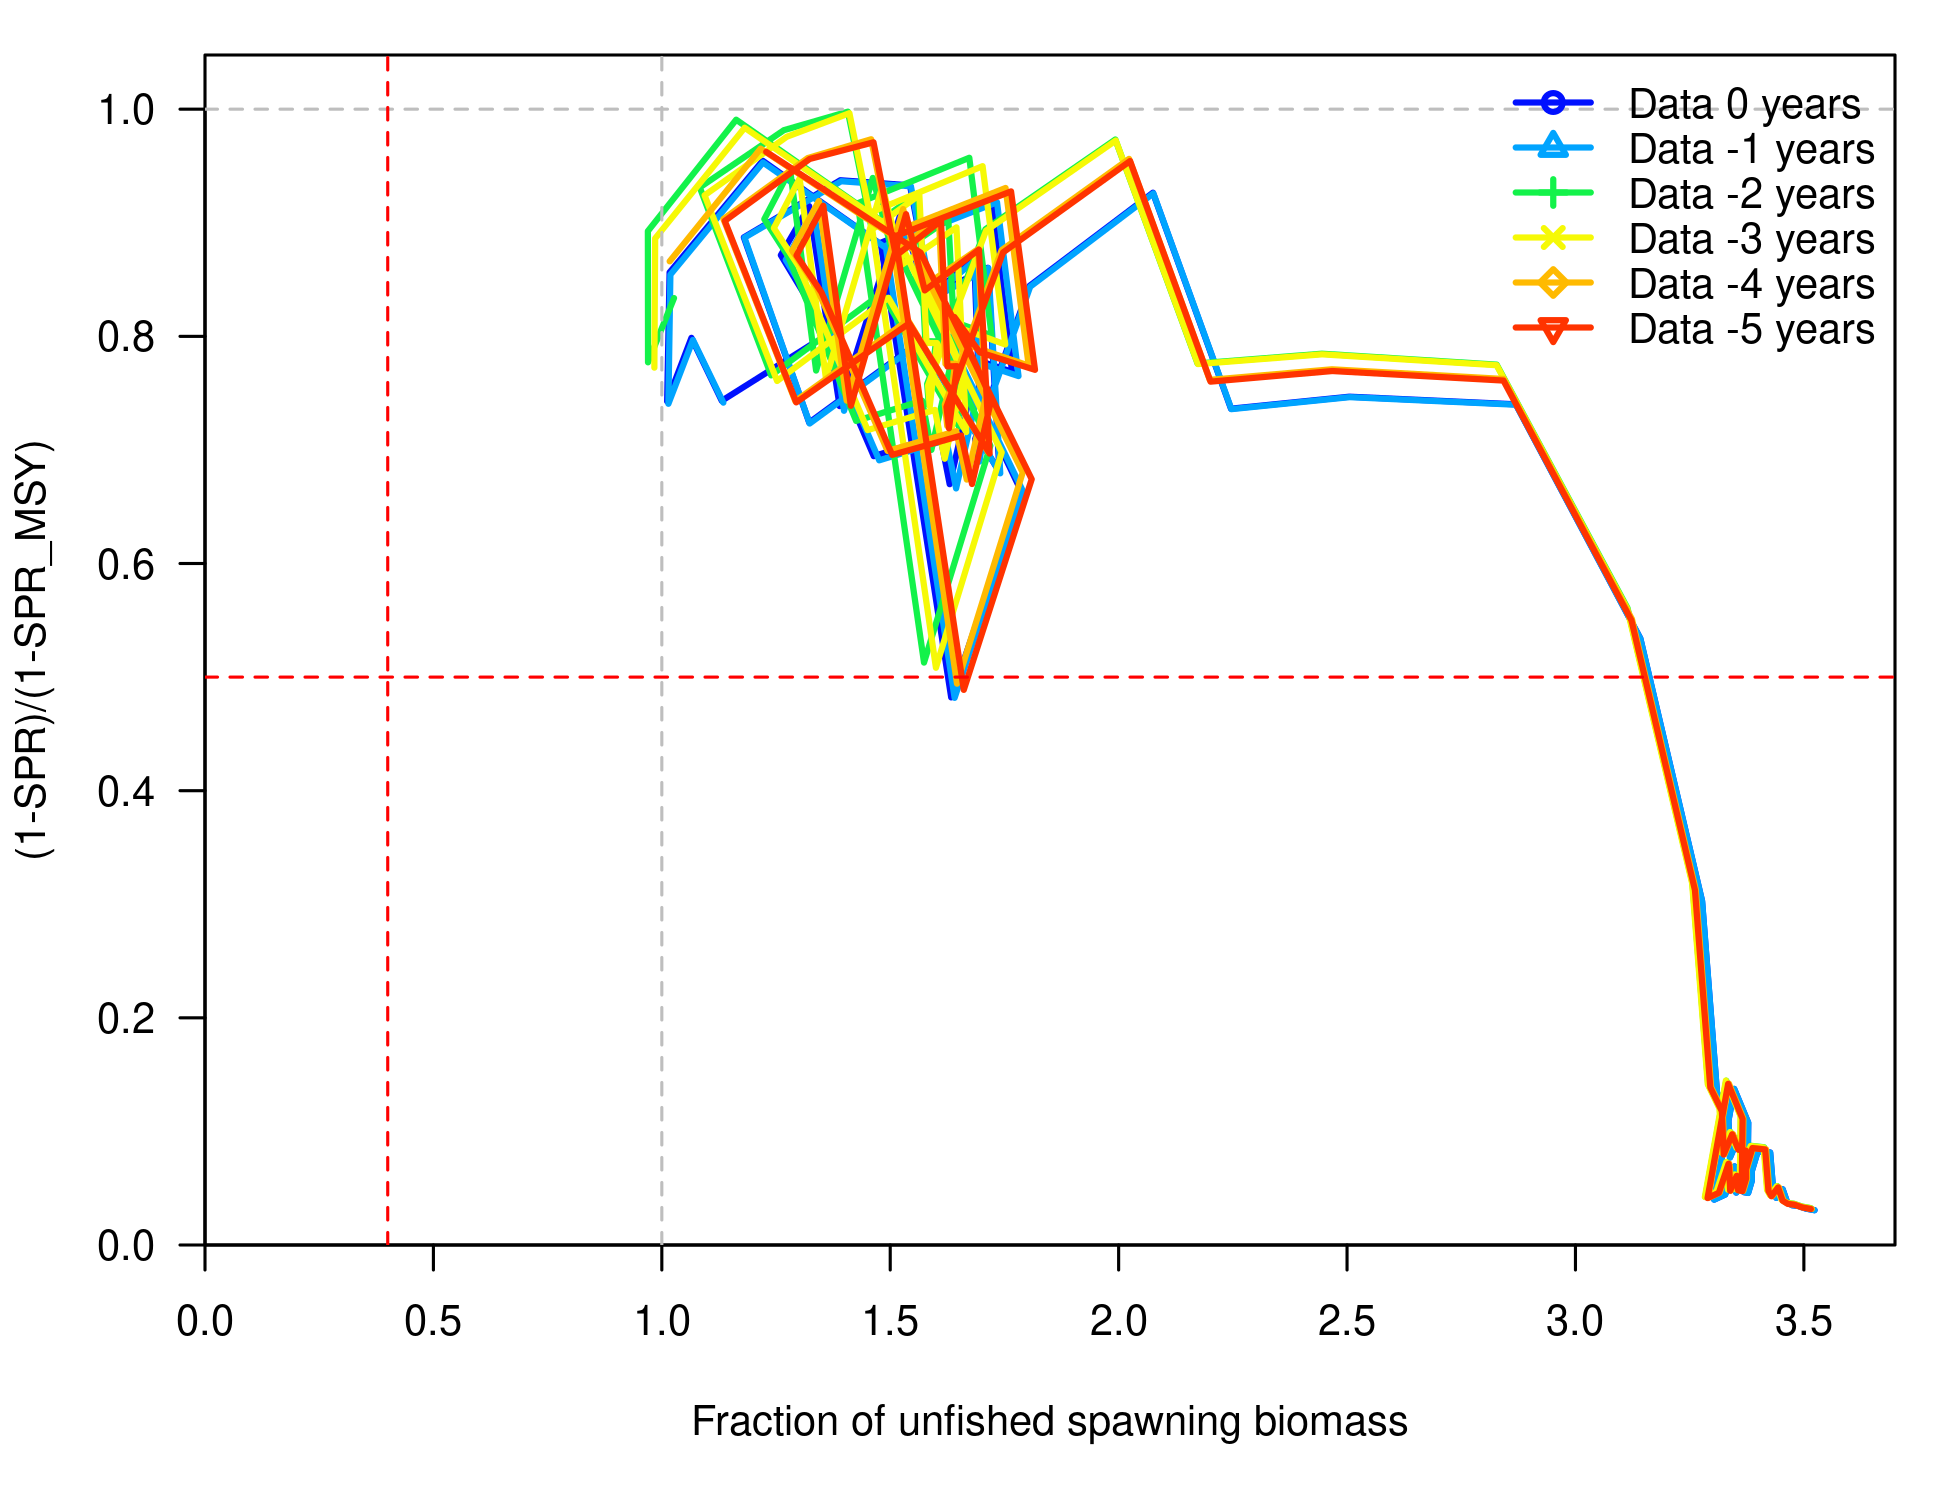 (1-SPR)/(1-SPR_MSY)
1.0
0.8
0.6
0.4
0.2
0.0
Data 0 years
Data -1 years
Data -2 years
Data -3 years
Data -4 years
Data -5 years
0.0 0.5 1.0 1.5 2.0 2.5 3.0 3.5
Fraction of unfished spawning biomass